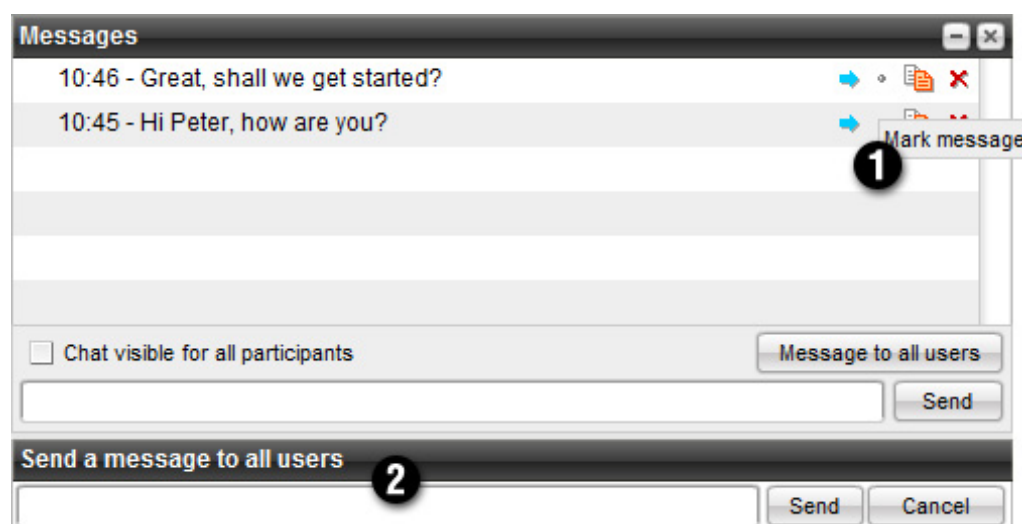 Messages
10:46 - Great, shall we get started?
10:45 - Hi Peter, how are you?
Mark message
1
Chat visible for all participants
Message to all users
Send
Send a message to all users
2
Send
Cancel